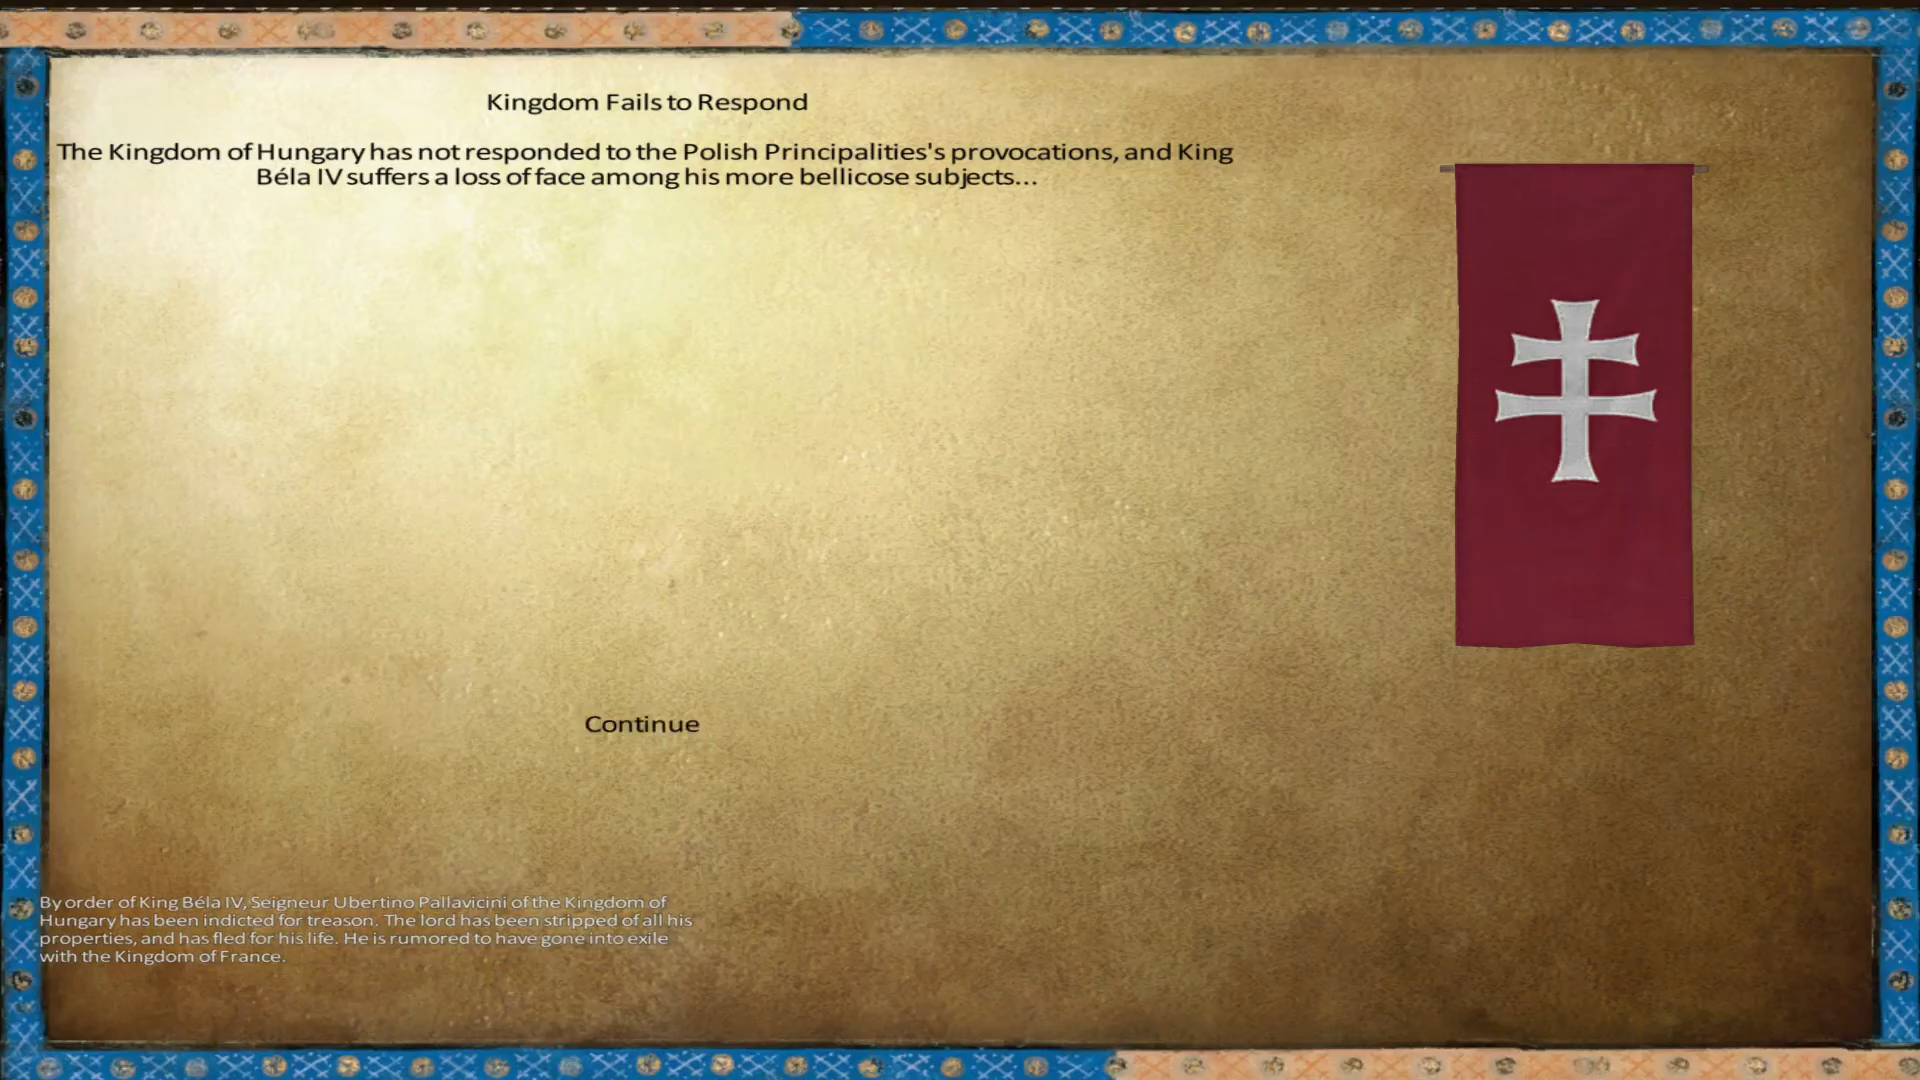 Kingdom Fails to Respond
The Kingdom of Hungary has not responded to the Polish Principalities's provocations, and King
Béla IV suffers a loss of face among his more bellicose subjects...
Continue
By order of King Béla IV, Seigneur Ubertino Pallavicini of the Kingdom of
Hungary has been indicted for treason. The lord has been stripped of all his
properties, and has fled for his life. He is rumored to have gone into exile
with the Kingdom of France.